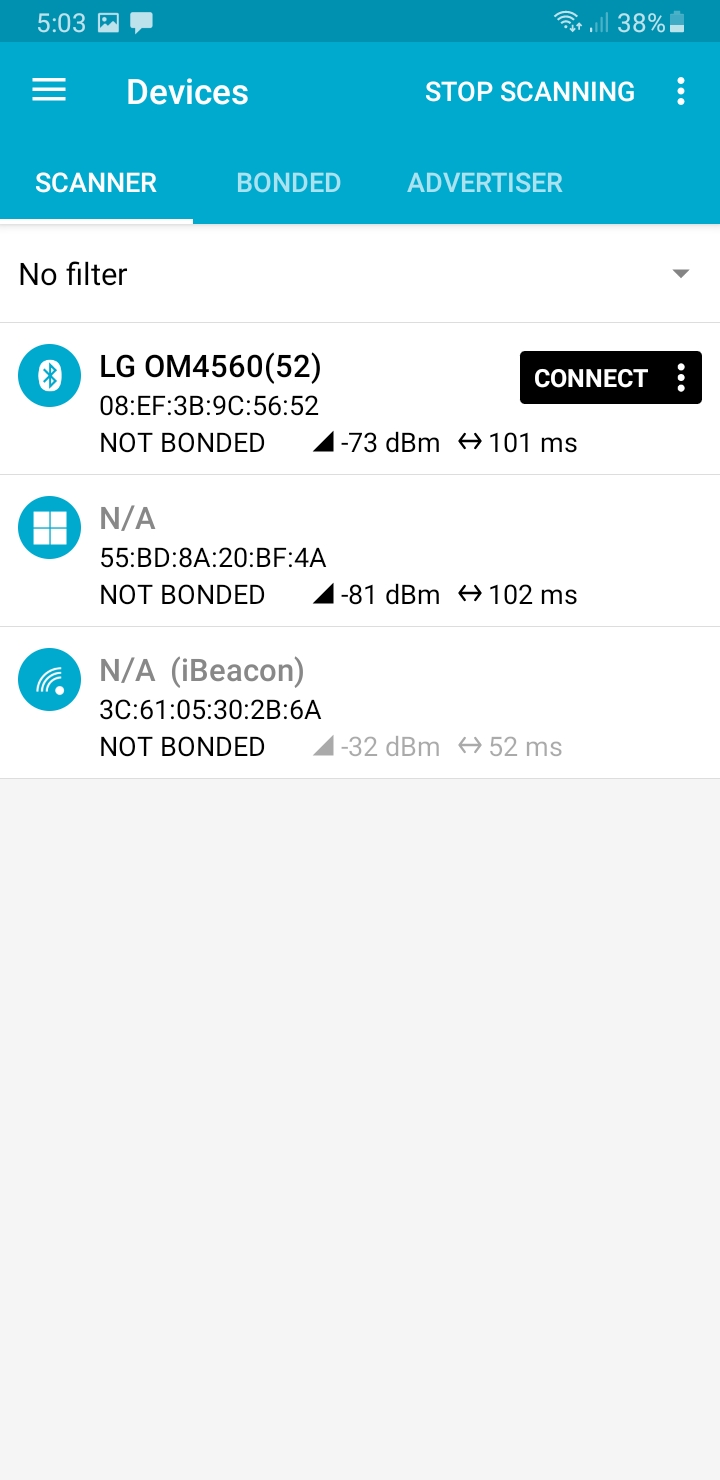 5:03 38%
Devices STOP SCANNING
SCANNER BONDED ADVERTISER
No filter
LG OM4560(52) CONNECT
08:EF:3B:9C:56:52
NOT BONDED -73 dBm 101 ms
N/A
55:BD:8A:20:BF:4A
NOT BONDED -81 dBm 102 ms
N/A (iBeacon)
3C:61:05:30:2B:6A
NOT BONDED -32 dBm 52 ms